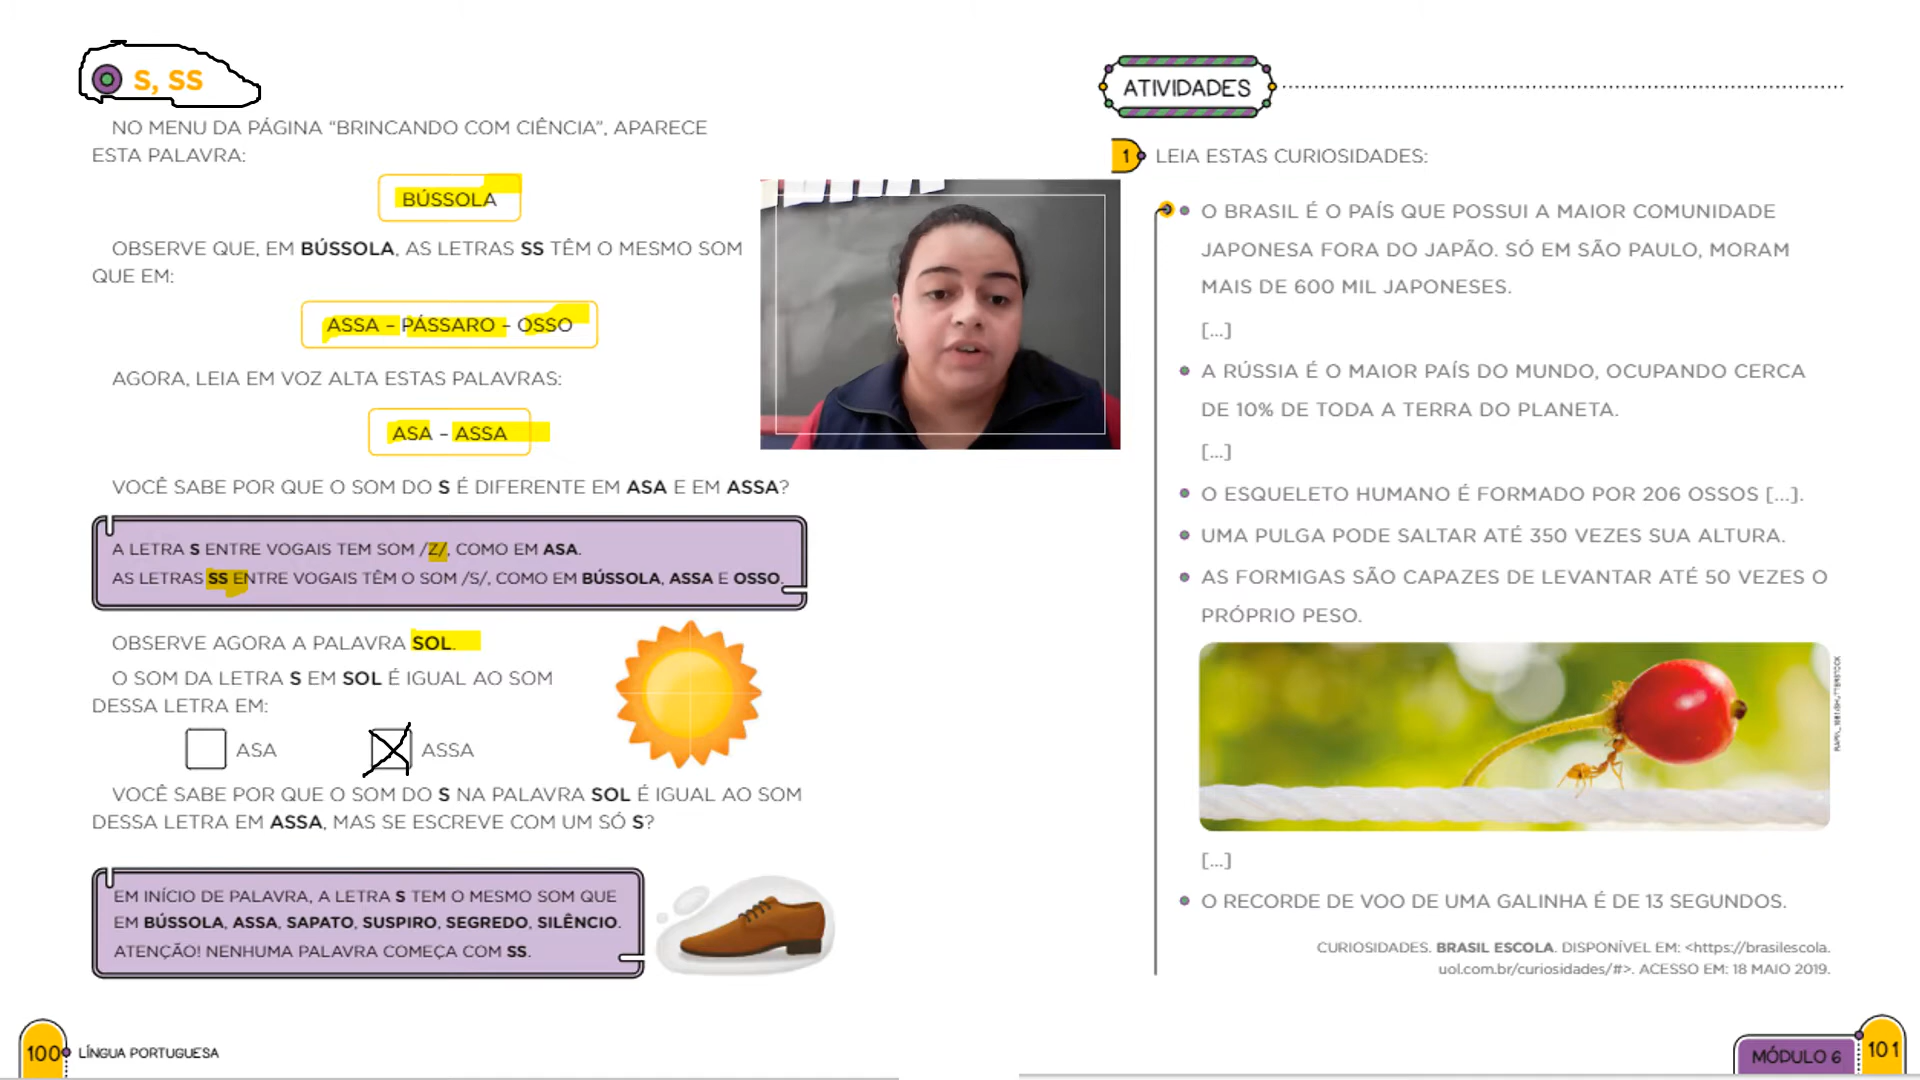 S, SS
NO MENU DA PÁGINA “BRINCANDO COM CIÊNCIA”, APARECE
ESTA PALAVRA:
BÚSSOLA
OBSERVE QUE, EM BÚSSOLA, AS LETRAS SS TÊM O MESMO SOM
QUE EM:
ASSA – PÁSSARO – OSSO
AGORA, LEIA EM VOZ ALTA ESTAS PALAVRAS:
ASA – ASSA
VOCÊ SABE POR QUE O SOM DO S É DIFERENTE EM ASA E EM ASSA?
A LETRA S ENTRE VOGAIS TEM SOM /Z/, COMO EM ASA.
AS LETRAS SS ENTRE VOGAIS TÊM O SOM /S/, COMO EM BÚSSOLA, ASSA E OSSO.
OBSERVE AGORA A PALAVRA SOL.
O SOM DA LETRA S EM SOL É IGUAL AO SOM
DESSA LETRA EM:
ASA ASSA
VOCÊ SABE POR QUE O SOM DO S NA PALAVRA SOL É IGUAL AO SOM
DESSA LETRA EM ASSA, MAS SE ESCREVE COM UM SÓ S?
EM INÍCIO DE PALAVRA, A LETRA S TEM O MESMO SOM QUE
EM BÚSSOLA, ASSA, SAPATO, SUSPIRO, SEGREDO, SILÊNCIO.
ATENÇÃO! NENHUMA PALAVRA COMEÇA COM SS.
100 LÍNGUA PORTUGUESA
ATIVIDADES
1 LEIA ESTAS CURIOSIDADES:
• O BRASIL É O PAÍS QUE POSSUI A MAIOR COMUNIDADE
JAPONESA FORA DO JAPÃO. SÓ EM SÃO PAULO, MORAM
MAIS DE 600 MIL JAPONESES.
[...]
• A RÚSSIA É O MAIOR PAÍS DO MUNDO, OCUPANDO CERCA
DE 10% DE TODA A TERRA DO PLANETA.
[...]
• O ESQUELETO HUMANO É FORMADO POR 206 OSSOS [...].
• UMA PULGA PODE SALTAR ATÉ 350 VEZES SUA ALTURA.
• AS FORMIGAS SÃO CAPAZES DE LEVANTAR ATÉ 50 VEZES O
PRÓPRIO PESO.
[...]
• O RECORDE DE VOO DE UMA GALINHA É DE 13 SEGUNDOS.
CURIOSIDADES. BRASIL ESCOLA. DISPONÍVEL EM: <https://brasilescola.
uol.com.br/curiosidades/#>. ACESSO EM: 18 MAIO 2019.
MÓDULO 6 101